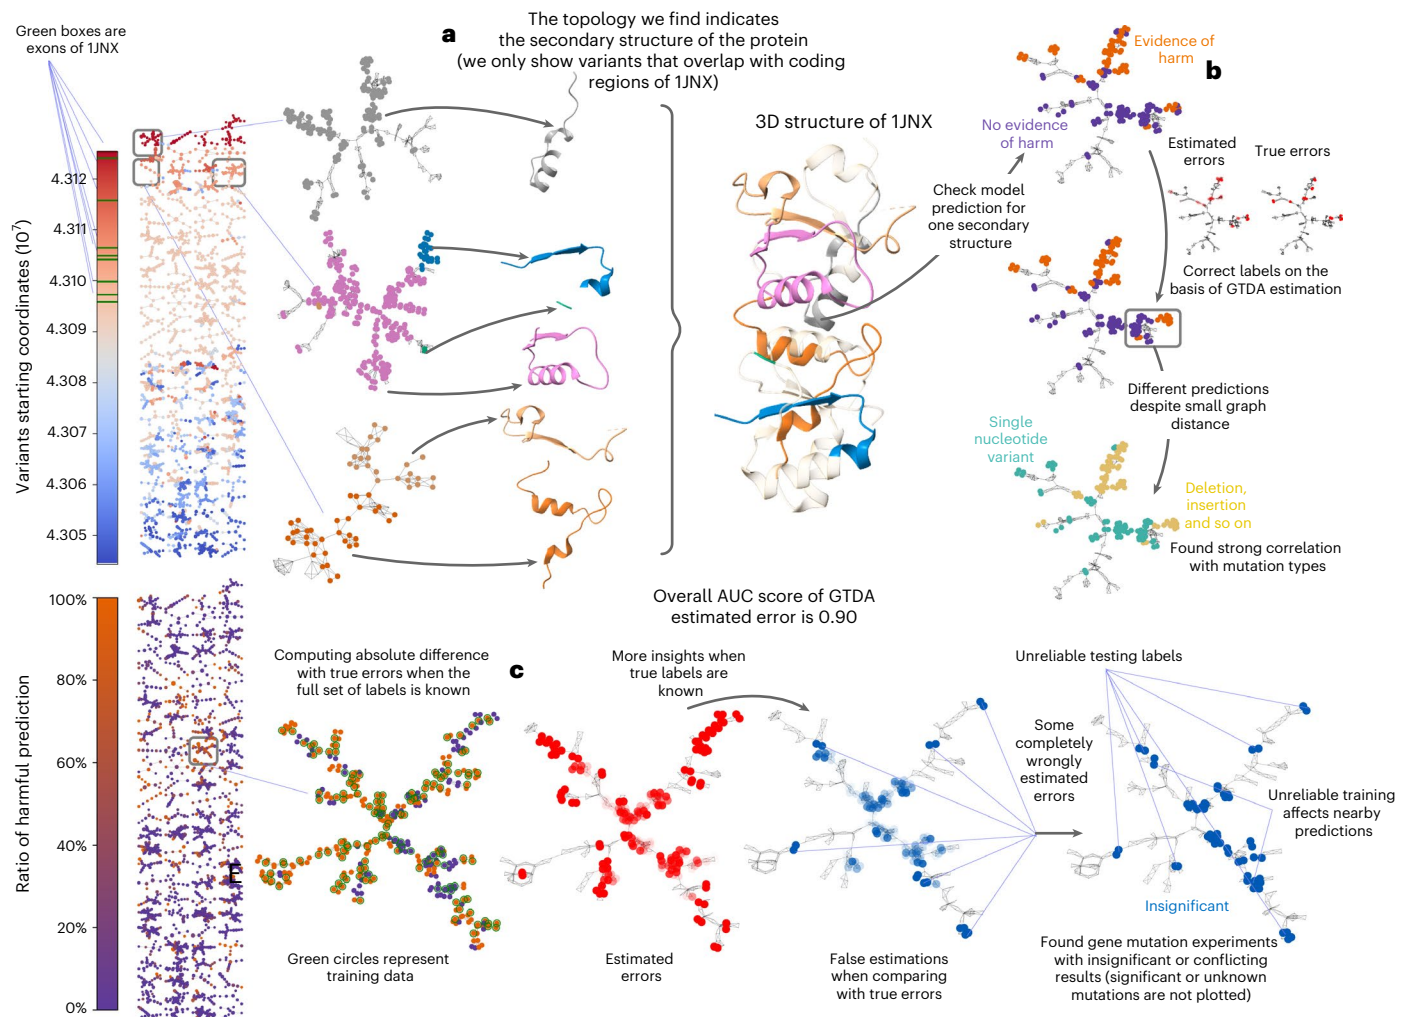 Green boxes are
exons of 1JNX
a
The topology we find indicates
the secondary structure of the protein
(we only show variants that overlap with coding
regions of 1JNX)
Variants starting coordinates (10⁷)
4.312
4.311
4.310
4.309
4.308
4.307
4.306
4.305
3D structure of 1JNX
b
Evidence of
harm
No evidence
of harm
Check model
prediction for
one secondary
structure
Estimated
errors
True errors
Correct labels on the
basis of GTDA estimation
Different predictions
despite small graph
distance
Single
nucleotide
variant
Deletion,
insertion
and so on
Found strong correlation
with mutation types
Overall AUC score of GTDA
estimated error is 0.90
Ratio of harmful prediction
100%
80%
60%
40%
20%
0%
E
c
Computing absolute difference
with true errors when the
full set of labels is known
Green circles represent
training data
More insights when
true labels are
known
Estimated
errors
False estimations
when comparing
with true errors
Some
completely
wrongly
estimated
errors
Unreliable testing labels
Unreliable training
affects nearby
predictions
Insignificant
Found gene mutation experiments
with insignificant or conflicting
results (significant or unknown
mutations are not plotted)